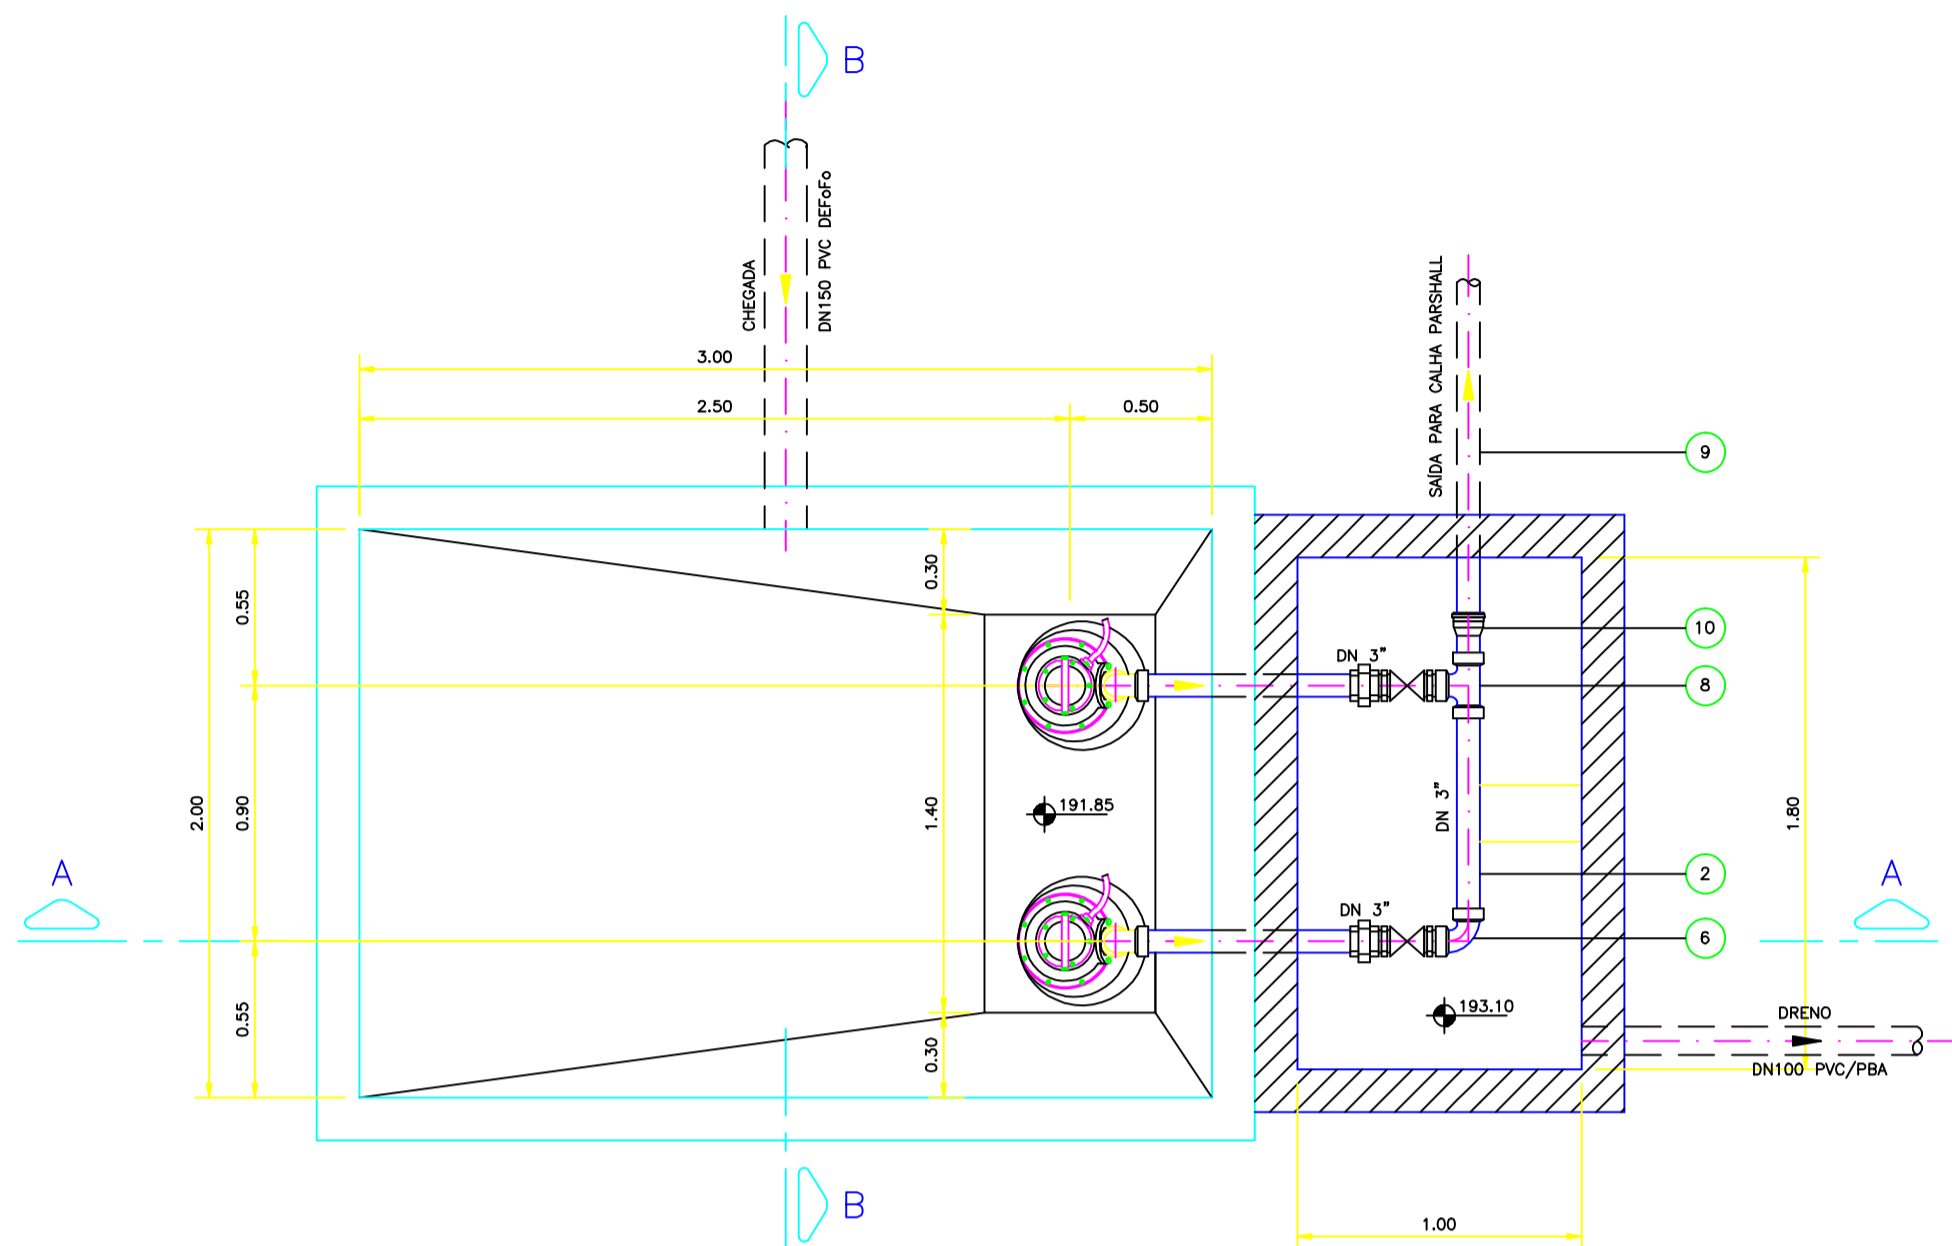 B
CHEGADA
DN150 PVC DEFoFo
SAÍDA PARA CALHA PARSHALL
3.00
2.50
0.50
9
0.55
0.30
10
DN 3"
8
2.00
0.90
1.40
191.85
DN 3"
1.80
A
2
A
DN 3"
6
0.55
0.30
193.10
DRENO
DN100 PVC/PBA
B
1.00